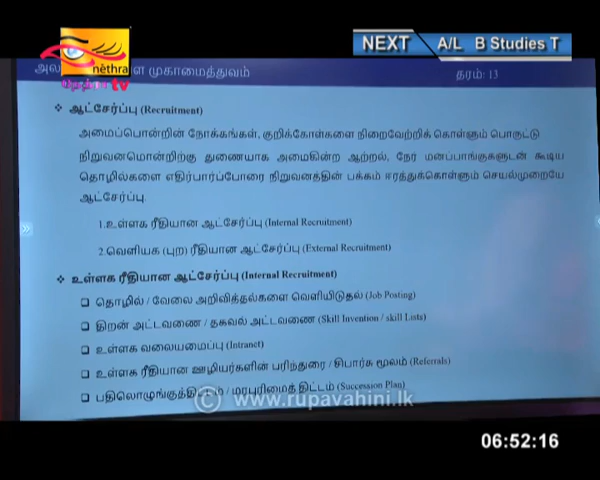 NEXT A/L B Studies T
nēthra
tv
முகாமைத்துவம் தரம்: 13
❖ ஆட்சேர்ப்பு (Recruitment)
அமைப்பொன்றின் நோக்கங்கள், குறிக்கோள்களை நிறைவேற்றிக் கொள்ளும் பொருட்டு
நிறுவனமொன்றிற்கு துணையாக அமைகின்ற ஆற்றல், நேர் மனப்பாங்குகளுடன் கூடிய
தொழில்களை எதிர்பார்ப்போரை நிறுவனத்தின் பக்கம் ஈரத்துக்கொள்ளும் செயல்முறையே
ஆட்சேர்ப்பு.
1.உள்ளக ரீதியான ஆட்சேர்ப்பு (Internal Recruitment)
2.வெளியக (புற) ரீதியான ஆட்சேர்ப்பு (External Recruitment)
❖ உள்ளக ரீதியான ஆட்சேர்ப்பு (Internal Recruitment)
❑ தொழில் / வேலை அறிவித்தல்களை வெளியிடுதல் (Job Posting)
❑ திறன் அட்டவணை / தகவல் அட்டவணை (Skill Invention / skill Lists)
❑ உள்ளக வலையமைப்பு (Intranet)
❑ உள்ளக ரீதியான ஊழியர்களின் பரிந்துரை / சிபார்சு மூலம் (Referrals)
❑ பதிலொழுங்குத்திட்டம் / மரபுரிமைத் திட்டம் (Succession Plan)
© www.rupavahini.lk
06:52:16